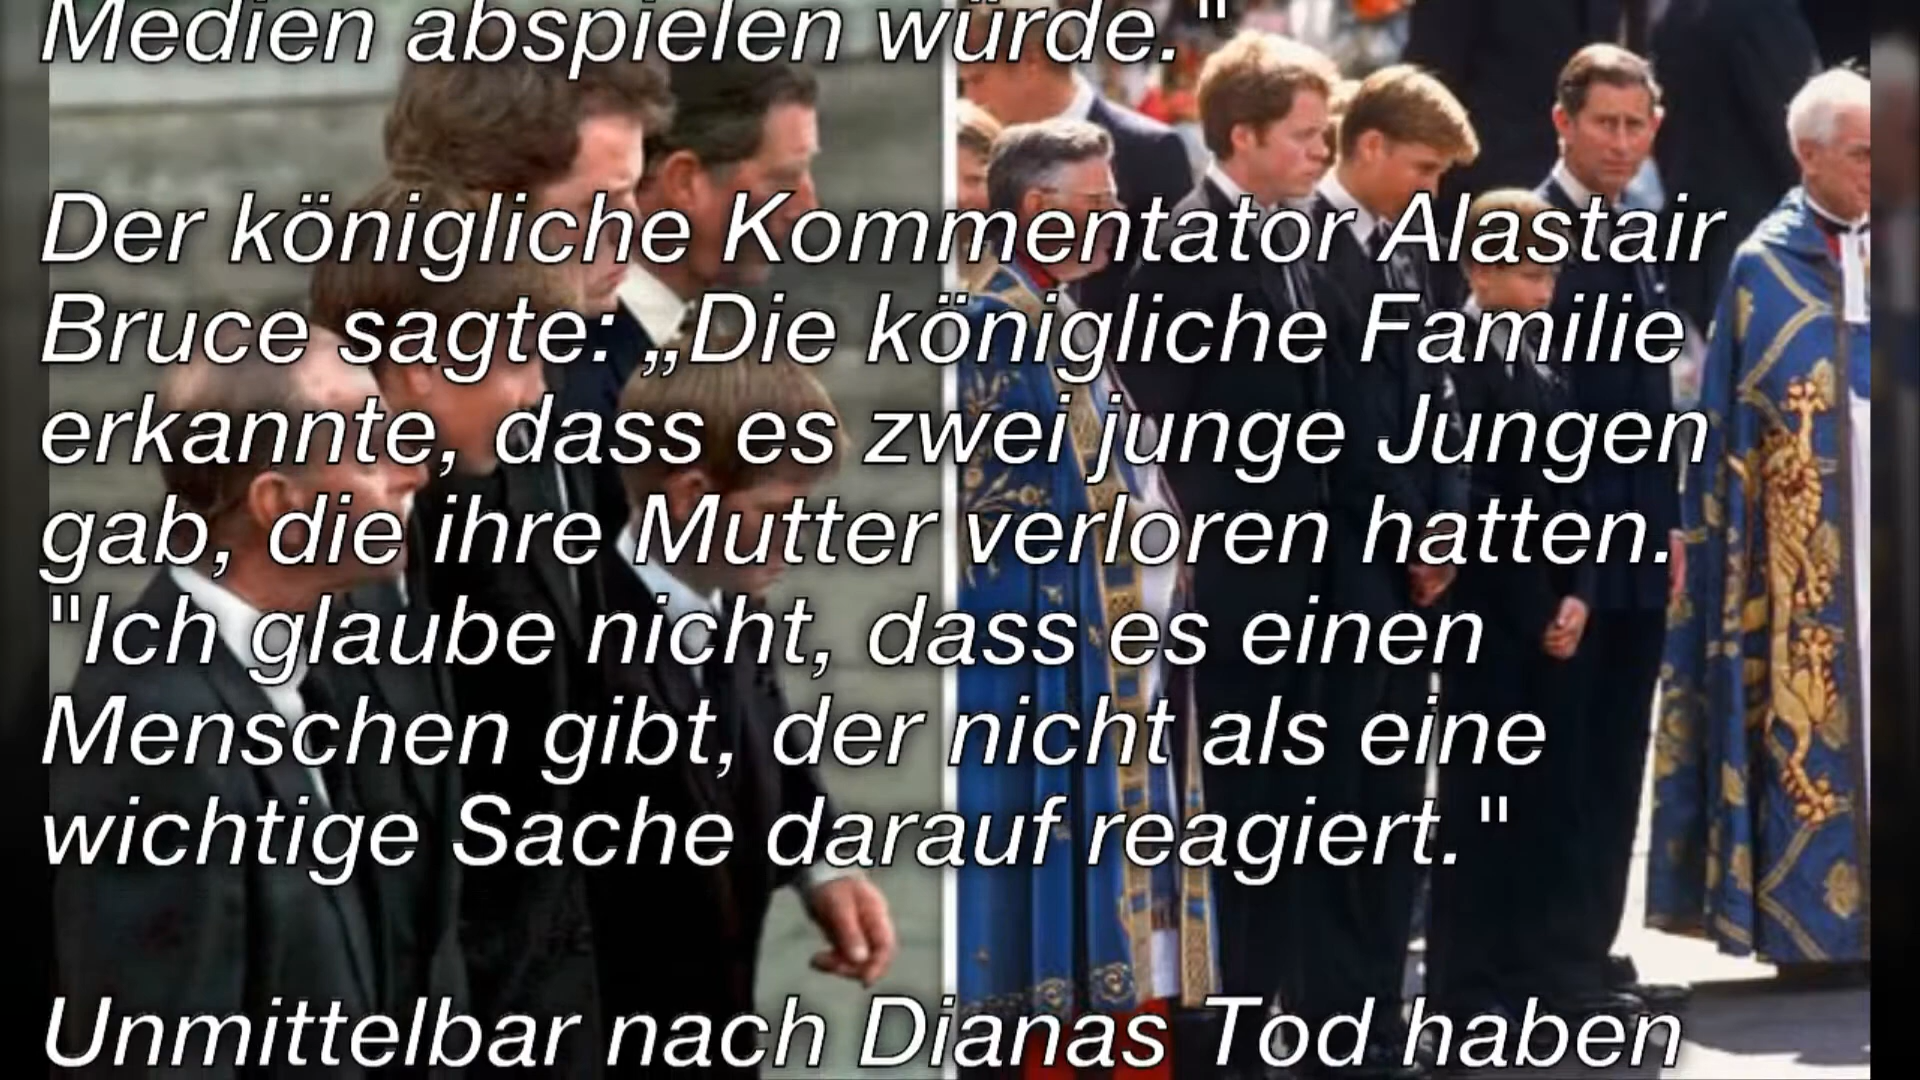 Medien abspielen würde."
Der königliche Kommentator Alastair
Bruce sagte: „Die königliche Familie
erkannte, dass es zwei junge Jungen
gab, die ihre Mutter verloren hatten.
"Ich glaube nicht, dass es einen
Menschen gibt, der nicht als eine
wichtige Sache darauf reagiert."
Unmittelbar nach Dianas Tod haben